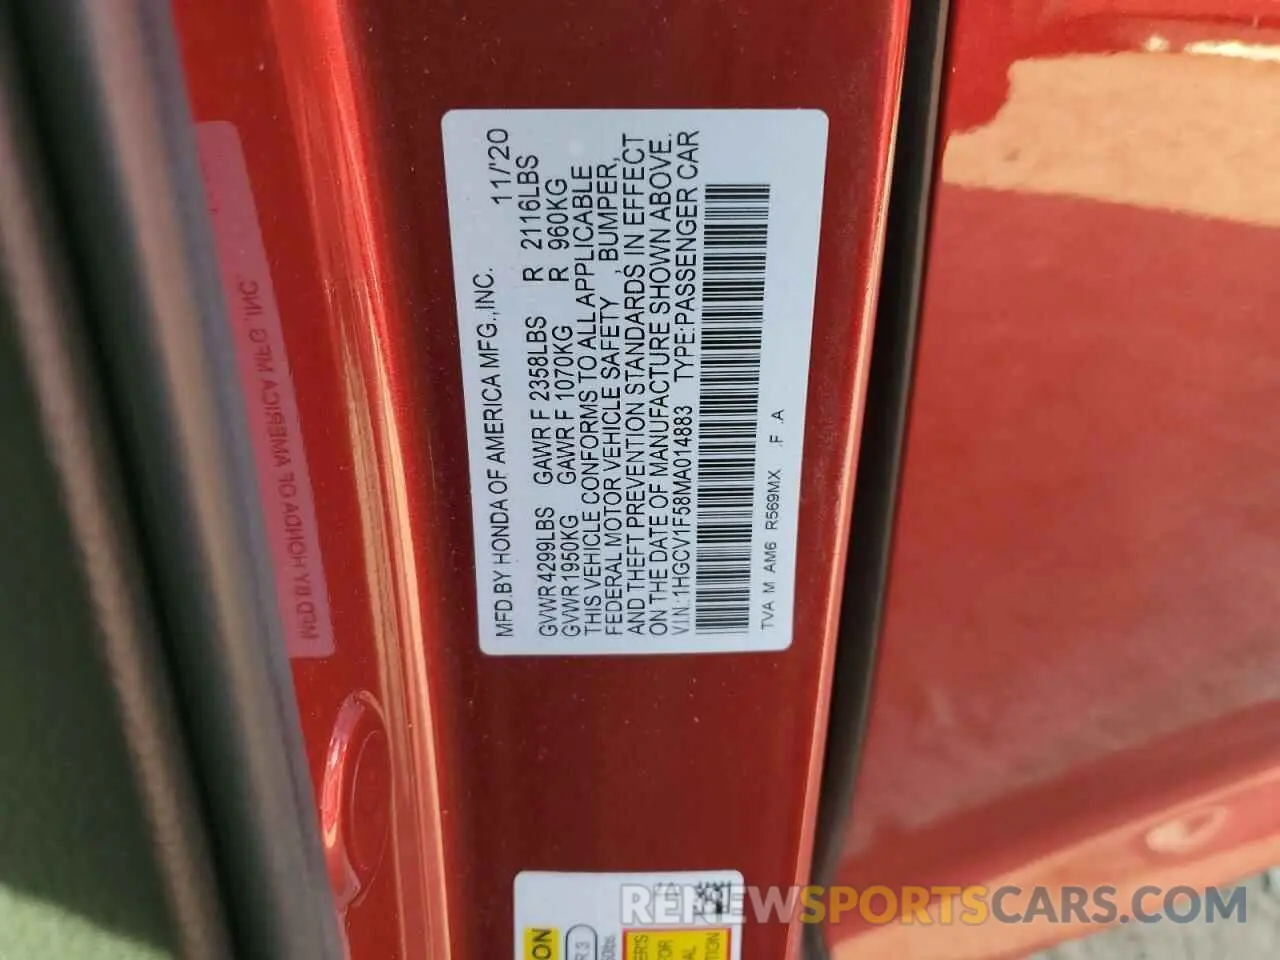 MFD.BY HONDA OF AMERICA MFG.,INC. 11/'20
GVWR 4299LBS GAWR F 2358LBS R 2116LBS
GVWR 1950KG GAWR F 1070KG R 960KG
THIS VEHICLE CONFORMS TO ALL APPLICABLE
FEDERAL MOTOR VEHICLE SAFETY , BUMPER,
AND THEFT PREVENTION STANDARDS IN EFFECT
ON THE DATE OF MANUFACTURE SHOWN ABOVE.
V.I.N.:1HGCV1F58MA014883 TYPE:PASSENGER CAR
TVA M AM6 R569MX .F .A
MFD.BY HONDA OF AMERICA MFG.,INC.
RENEWSPORTSCARS.COM/MX